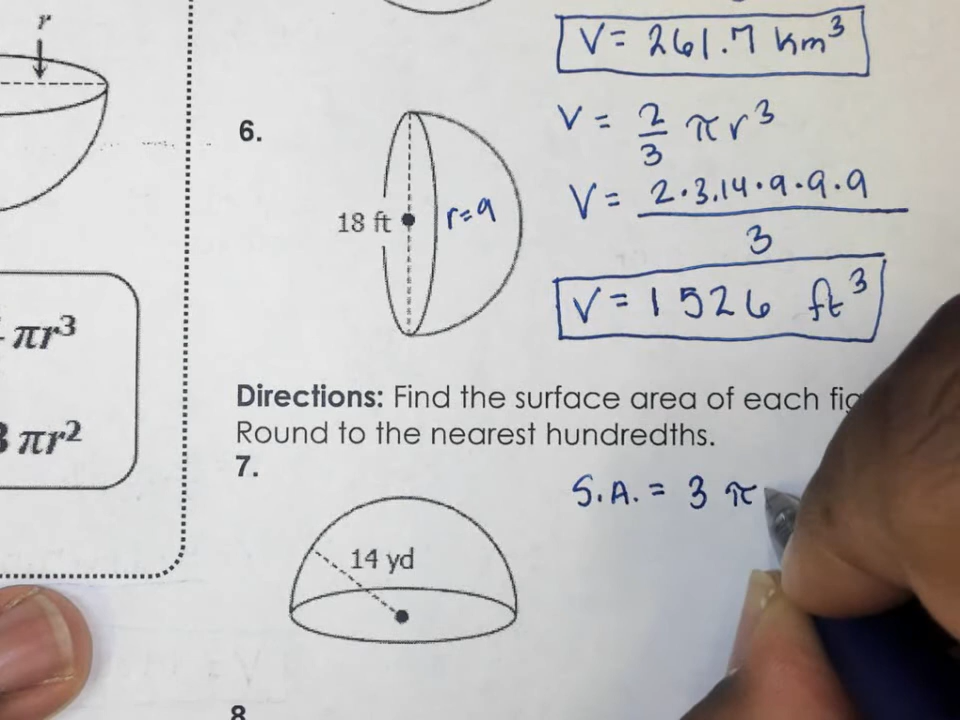 r
V = 261.7 km³
6.
V = 2/3 πr³
18 ft
r=9
V = 2·3.14·9·9·9
3
V = 1526 ft³
πr³
Directions: Find the surface area of each
Round to the nearest hundredths.
3 πr²
7.
S.A. = 3 π
14 yd
8